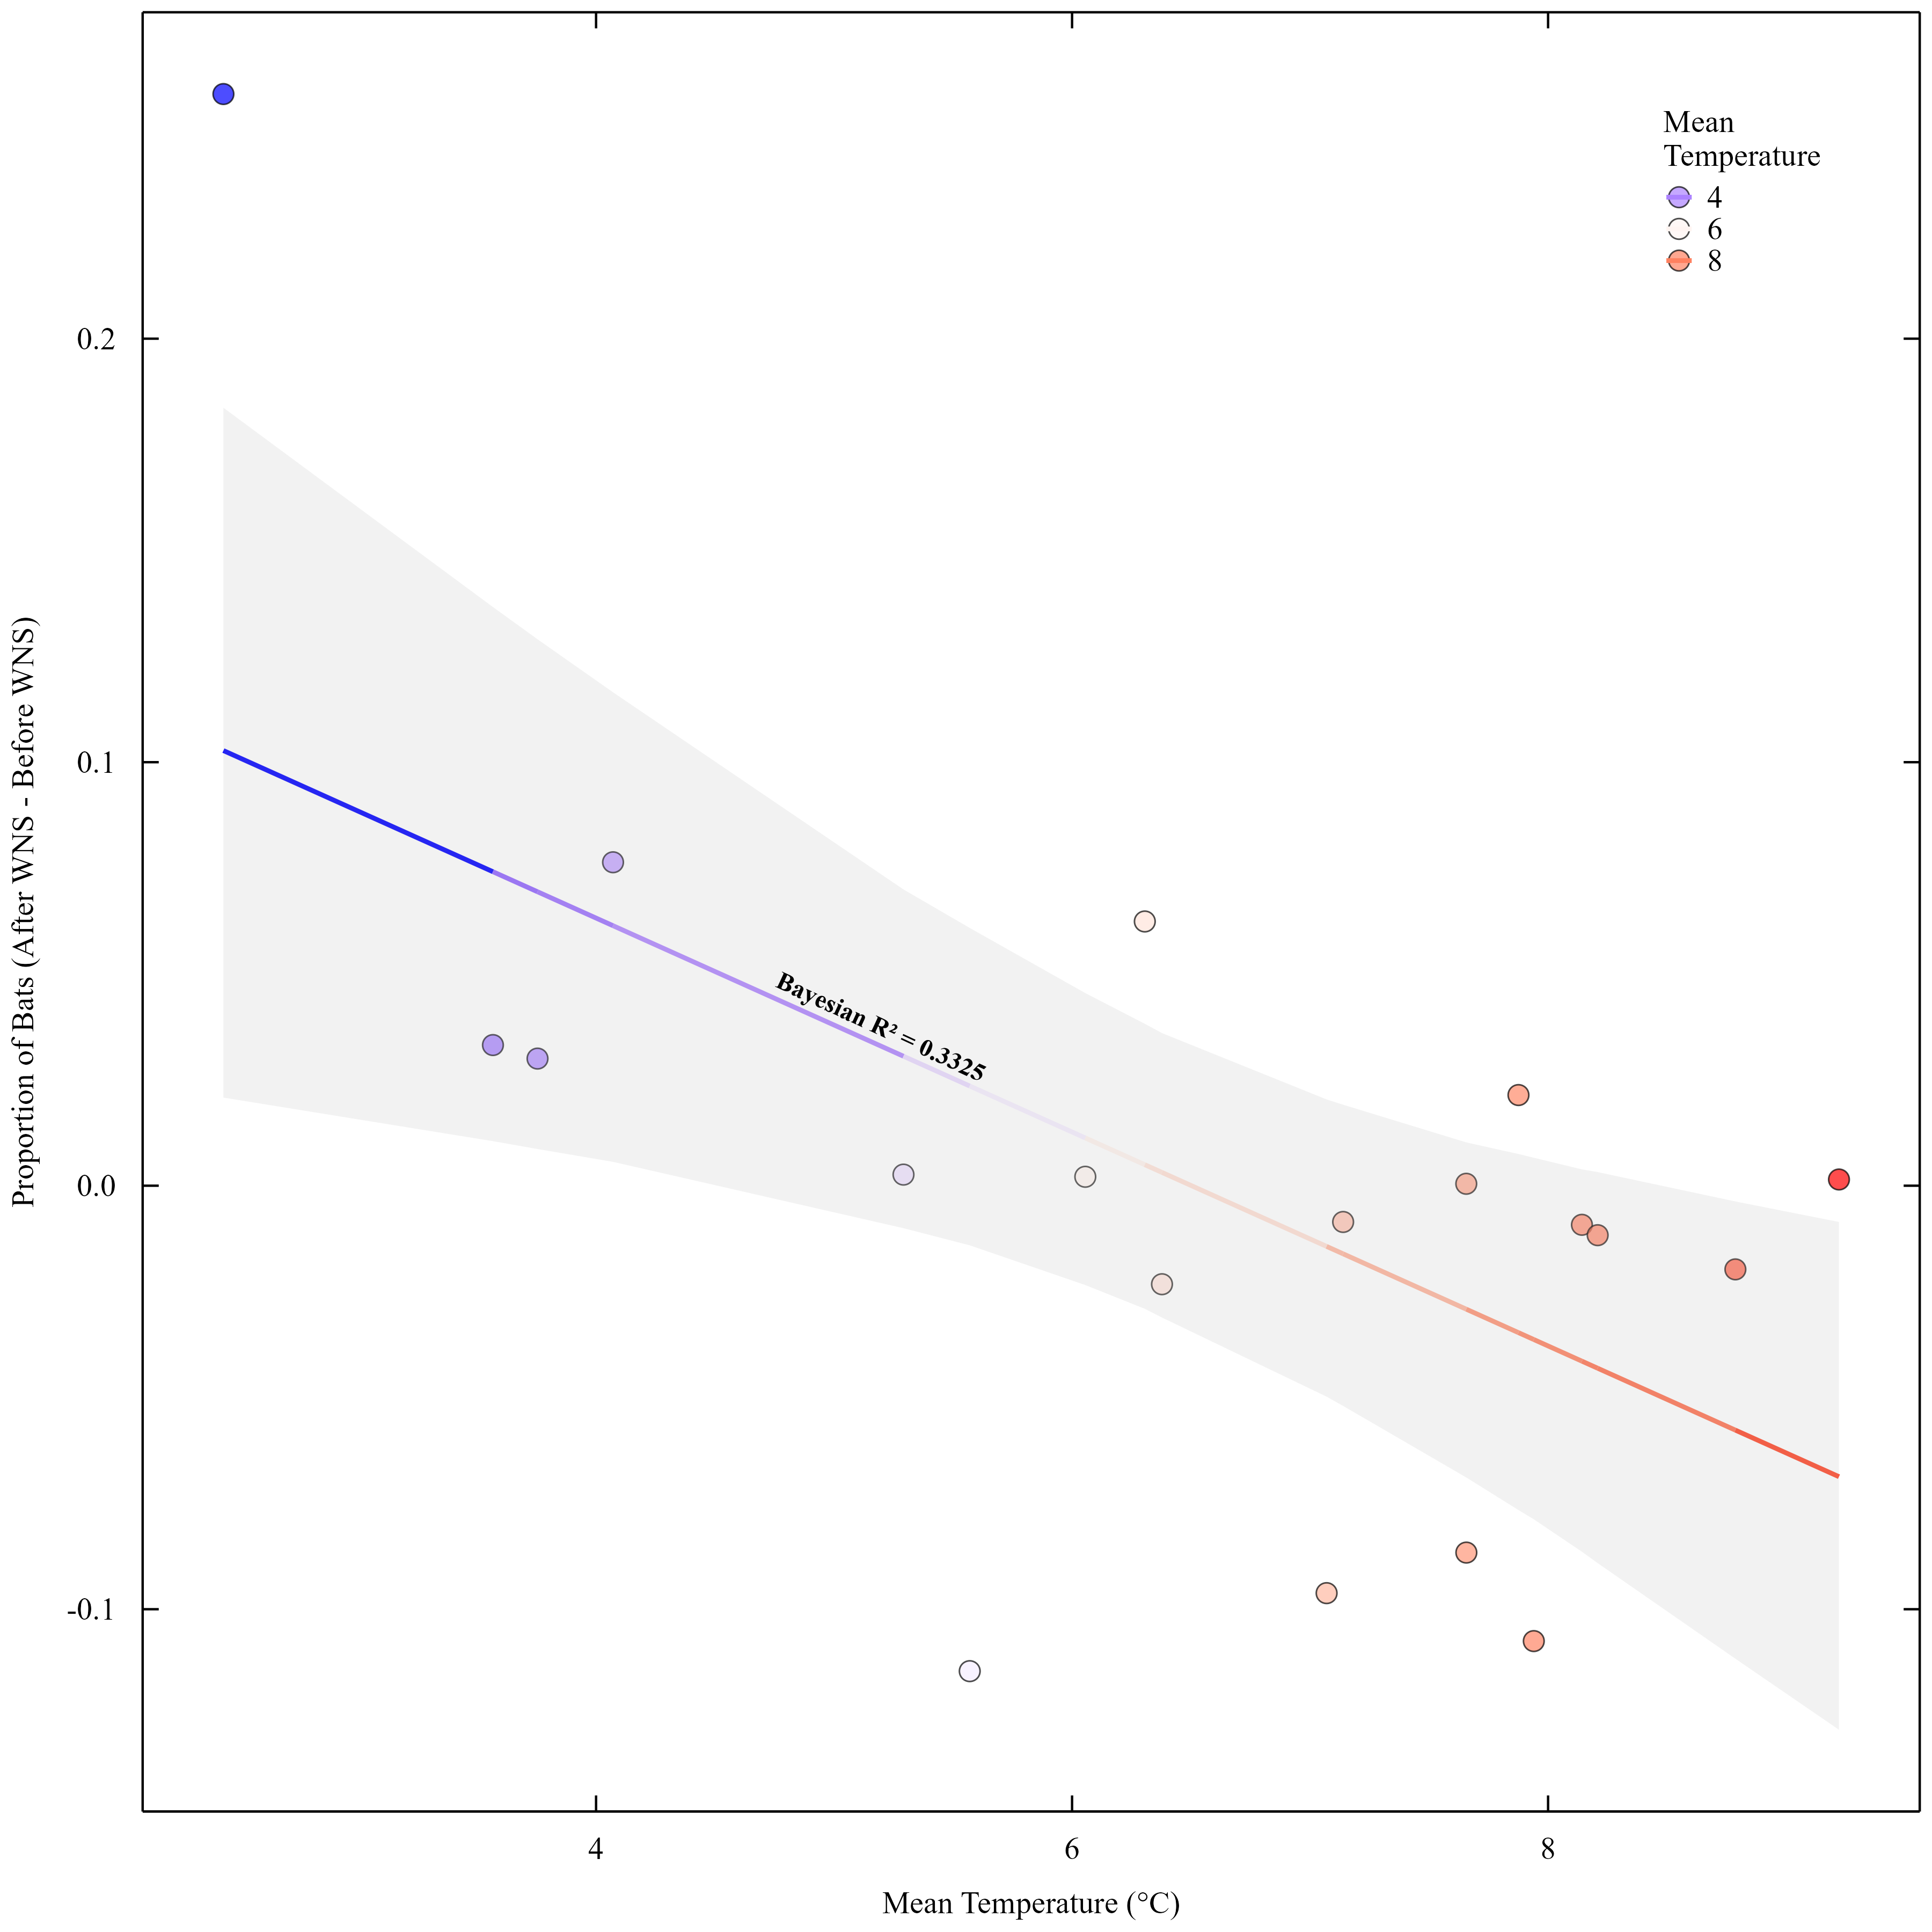 Mean
Temperature
4
6
8
0.2
0.1
0.0
-0.1
Proportion of Bats (After WNS - Before WNS)
Bayesian R² = 0.3325
4
6
8
Mean Temperature (°C)